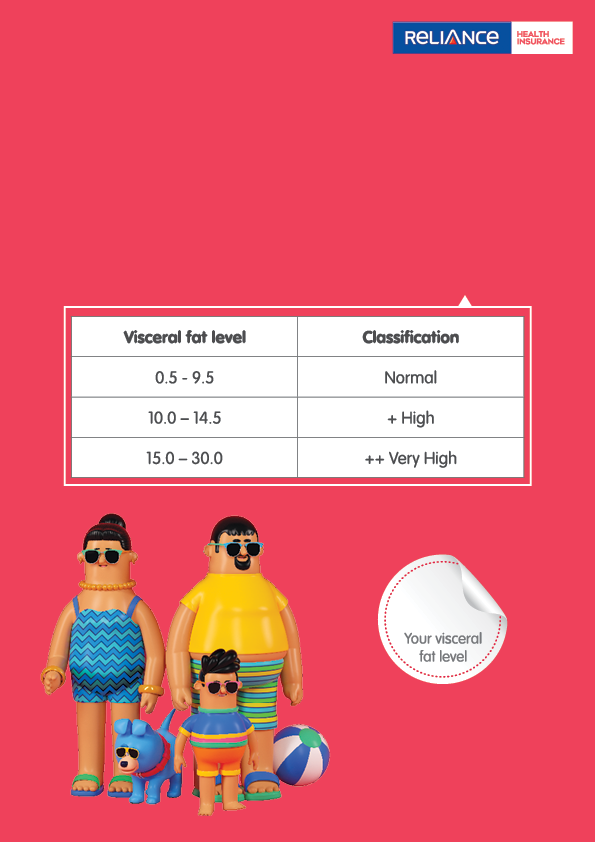 RELIANCE
HEALTH
INSURANCE
Visceral fat level
Classification
0.5 - 9.5
Normal
10.0 – 14.5
+ High
15.0 – 30.0
++ Very High
Your visceral
fat level